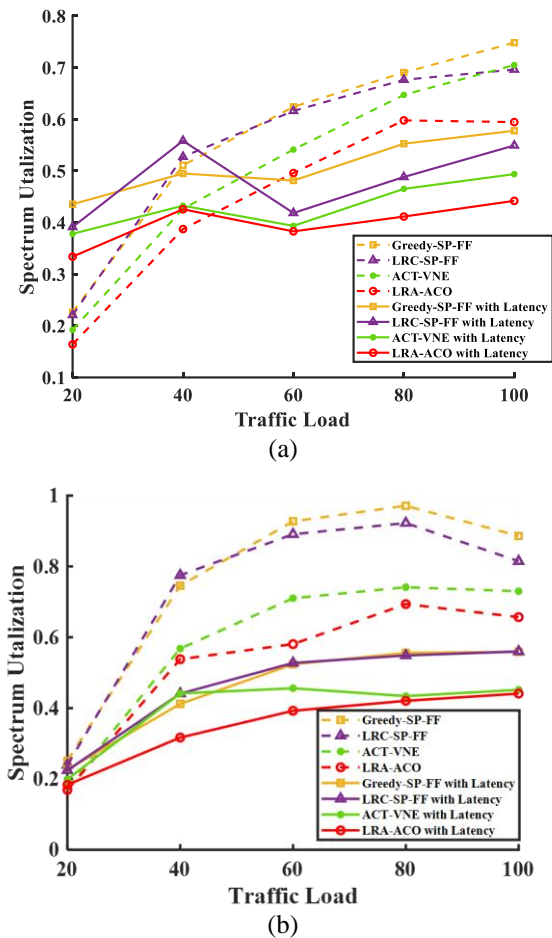 0.8
0.7
0.6
0.5
0.4
0.3
0.2
0.1
Spectrum Utalization
Greedy-SP-FF
LRC-SP-FF
ACT-VNE
LRA-ACO
Greedy-SP-FF with Latency
LRC-SP-FF with Latency
ACT-VNE with Latency
LRA-ACO with Latency
20 40 60 80 100
Traffic Load
(a)
1
0.8
0.6
0.4
0.2
0
Spectrum Utalization
Greedy-SP-FF
LRC-SP-FF
ACT-VNE
LRA-ACO
Greedy-SP-FF with Latency
LRC-SP-FF with Latency
ACT-VNE with Latency
LRA-ACO with Latency
20 40 60 80 100
Traffic Load
(b)